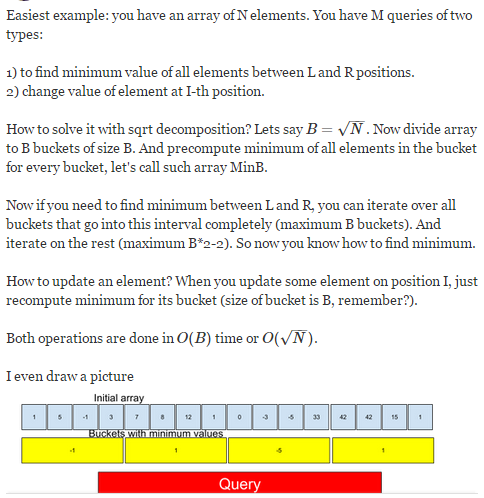 Easiest example: you have an array of N elements. You have M queries of two
types:
1) to find minimum value of all elements between L and R positions.
2) change value of element at I-th position.
How to solve it with sqrt decomposition? Lets say B = √N. Now divide array
to B buckets of size B. And precompute minimum of all elements in the bucket
for every bucket, let's call such array MinB.
Now if you need to find minimum between L and R, you can iterate over all
buckets that go into this interval completely (maximum B buckets). And
iterate on the rest (maximum B*2-2). So now you know how to find minimum.
How to update an element? When you update some element on position I, just
recompute minimum for its bucket (size of bucket is B, remember?).
Both operations are done in O(B) time or O(√N).
I even draw a picture
Initial array
1 5 -1 3 7 8 12 1 0 -3 -5 33 42 42 15 1
Buckets with minimum values
-1 1 -5 1
Query